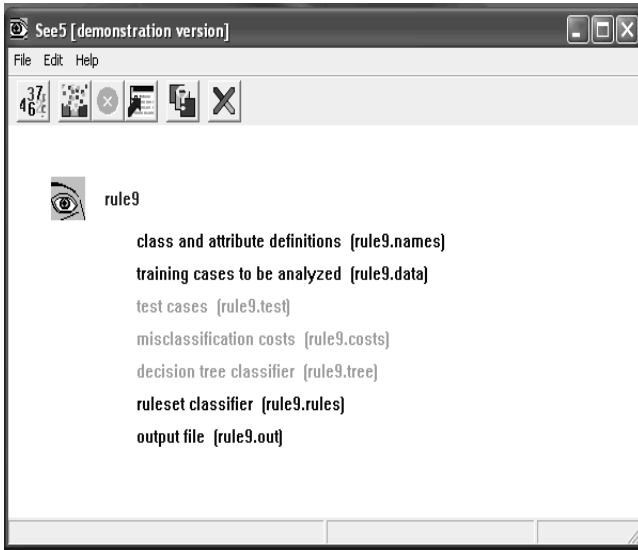 See5 [demonstration version]
File Edit Help
rule9
class and attribute definitions (rule9.names)
training cases to be analyzed (rule9.data)
test cases (rule9.test)
misclassification costs (rule9.costs)
decision tree classifier (rule9.tree)
ruleset classifier (rule9.rules)
output file (rule9.out)